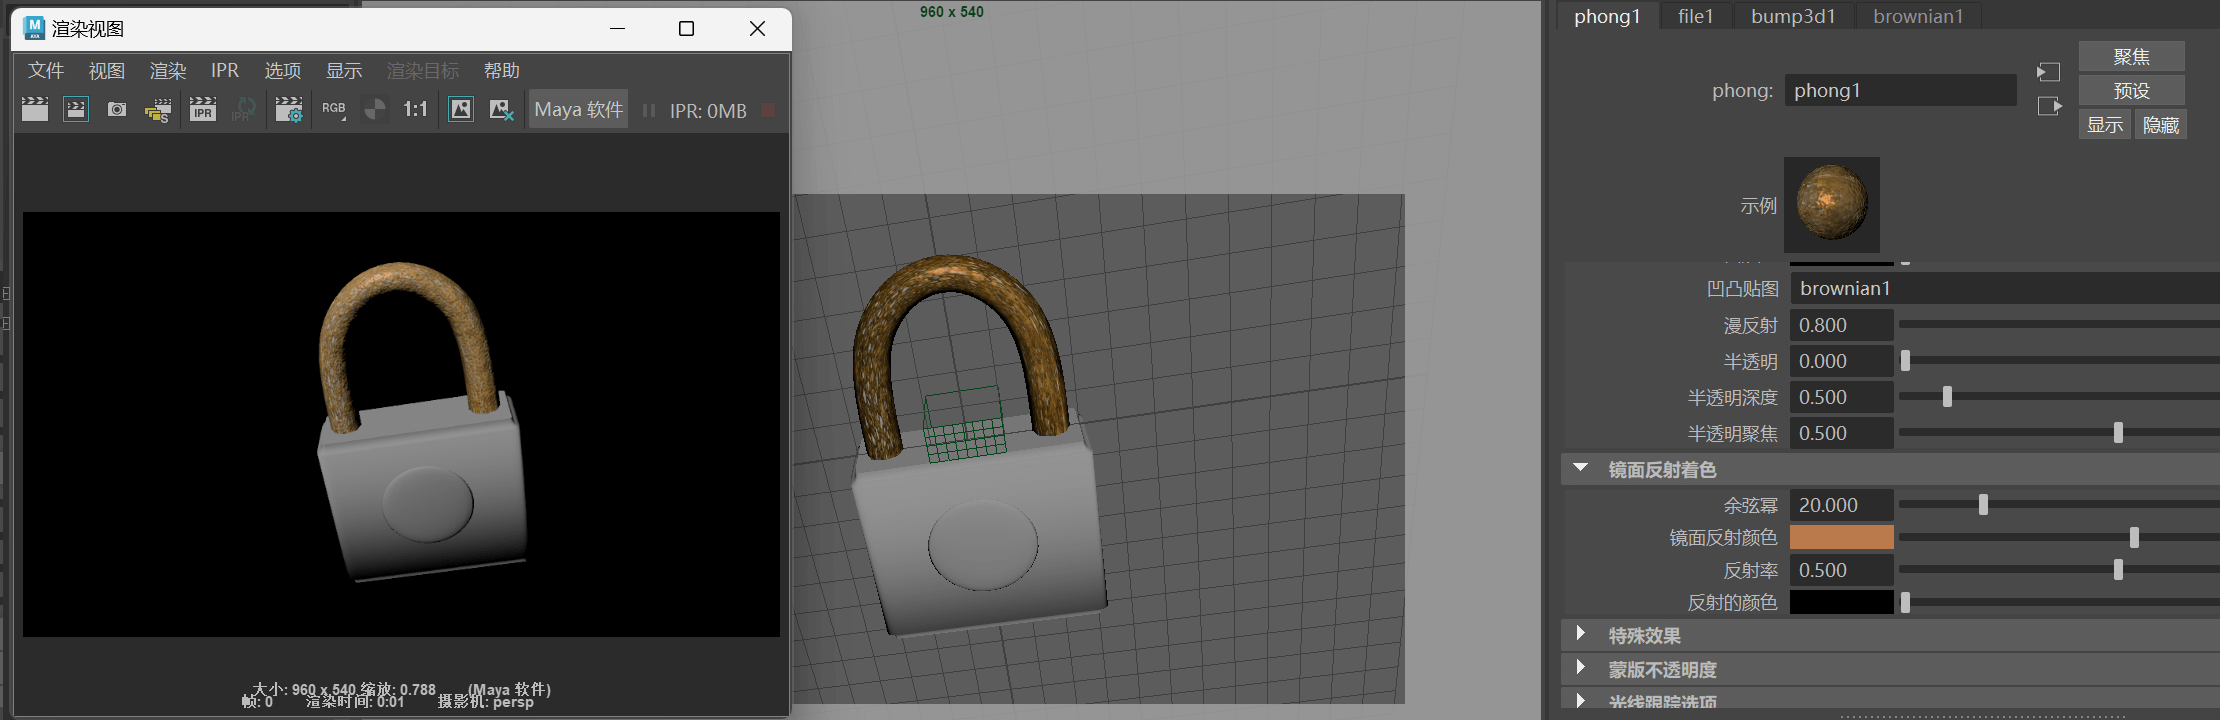 渲染视图
文件 视图 渲染 IPR 选项 显示 渲染目标 帮助
IPR IPR S RGB 1:1 Maya 软件 IPR: 0MB
大小: 960 x 540 缩放: 0.788 (Maya 软件)
帧: 0 渲染时间: 0:01 摄影机: persp
960 x 540
phong1 file1 bump3d1 brownian1
phong: phong1
聚焦
预设
显示 隐藏
示例
凹凸贴图 brownian1
漫反射 0.800
半透明 0.000
半透明深度 0.500
半透明聚焦 0.500
镜面反射着色
余弦幂 20.000
镜面反射颜色
反射率 0.500
反射的颜色
特殊效果
蒙版不透明度
光线跟踪选项